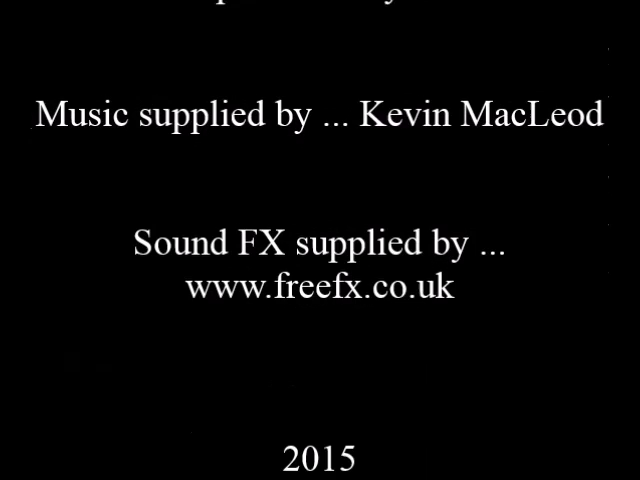 Music supplied by ... Kevin MacLeod
Sound FX supplied by ...
www.freefx.co.uk
2015